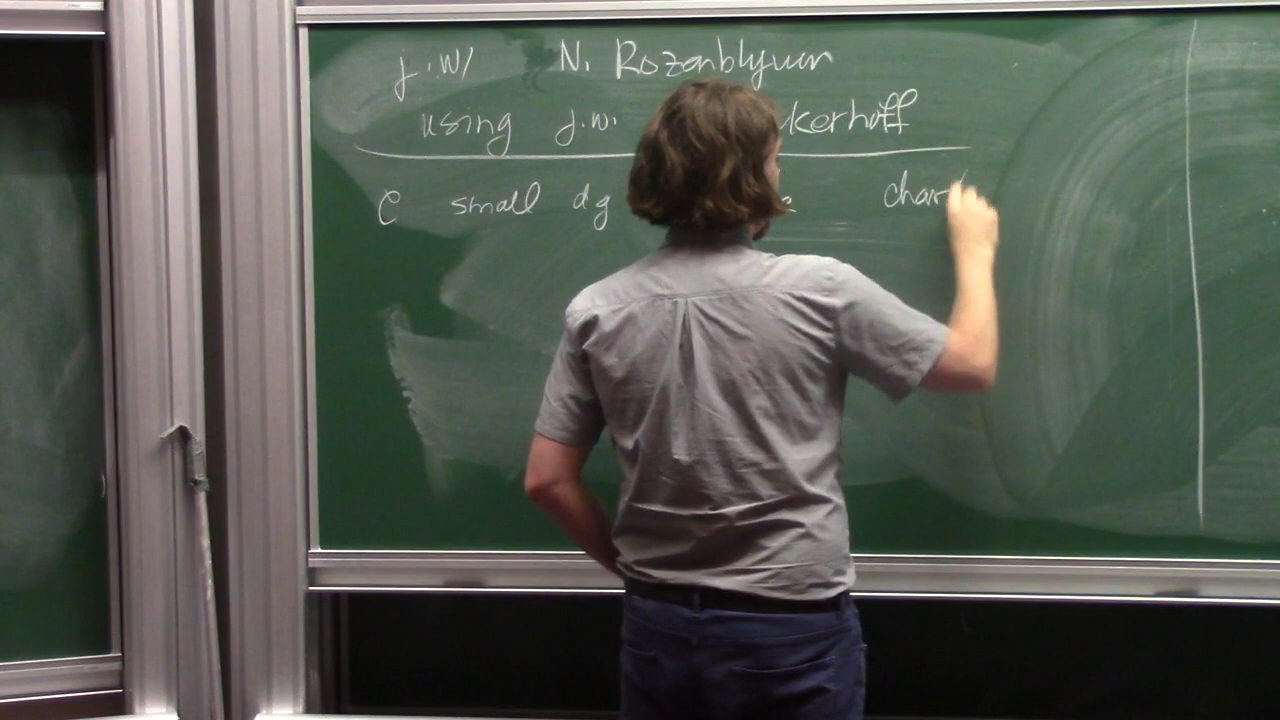 j.w/ N. Rozenblyum
using j.w. kerhoff
C small dg char